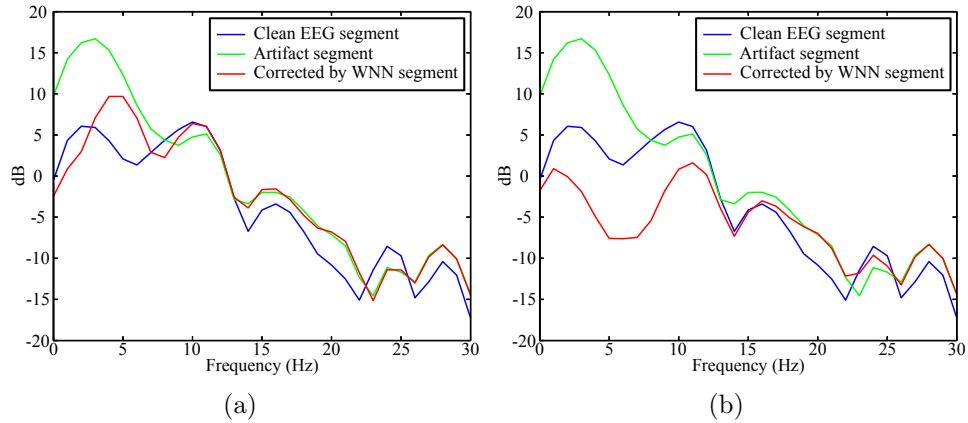 20
15
10
5
0
-5
-10
-15
-20
dB
0 5 10 15 20 25 30
Frequency (Hz)
Clean EEG segment
Artifact segment
Corrected by WNN segment
(a)
20
15
10
5
0
-5
-10
-15
-20
dB
0 5 10 15 20 25 30
Frequency (Hz)
Clean EEG segment
Artifact segment
Corrected by WNN segment
(b)